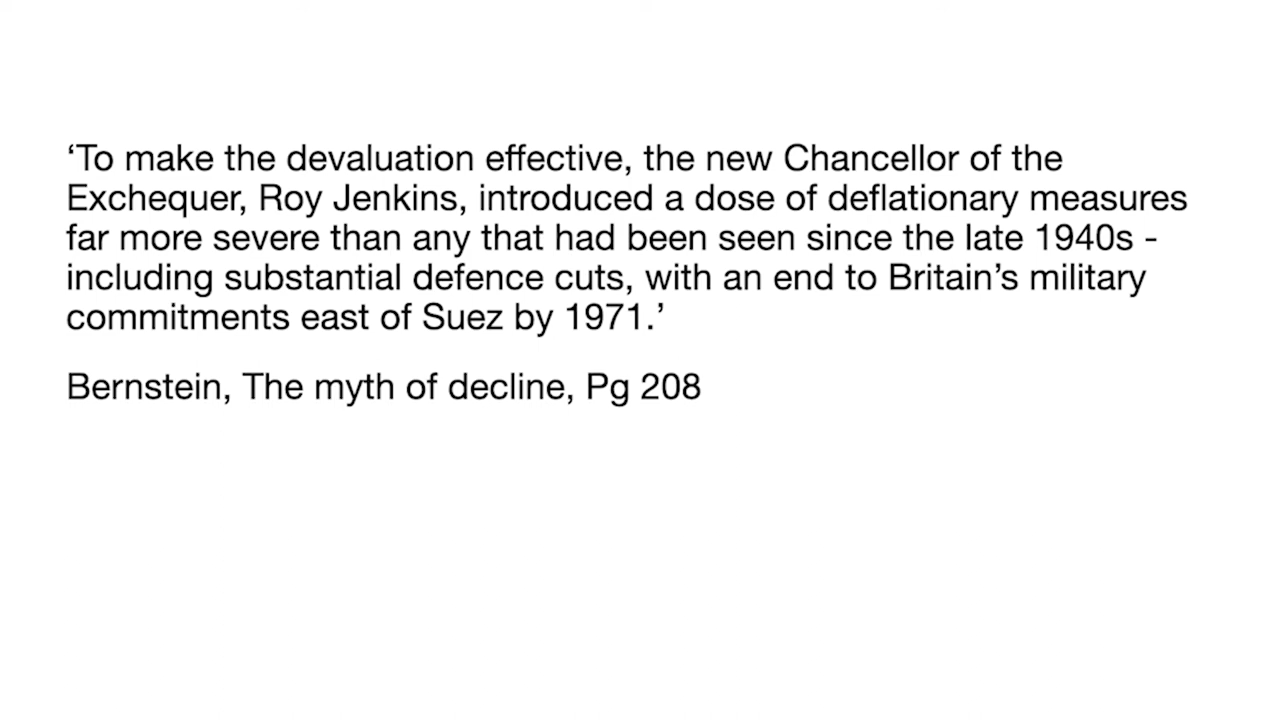 ‘To make the devaluation effective, the new Chancellor of the
Exchequer, Roy Jenkins, introduced a dose of deflationary measures
far more severe than any that had been seen since the late 1940s -
including substantial defence cuts, with an end to Britain’s military
commitments east of Suez by 1971.’
Bernstein, The myth of decline, Pg 208